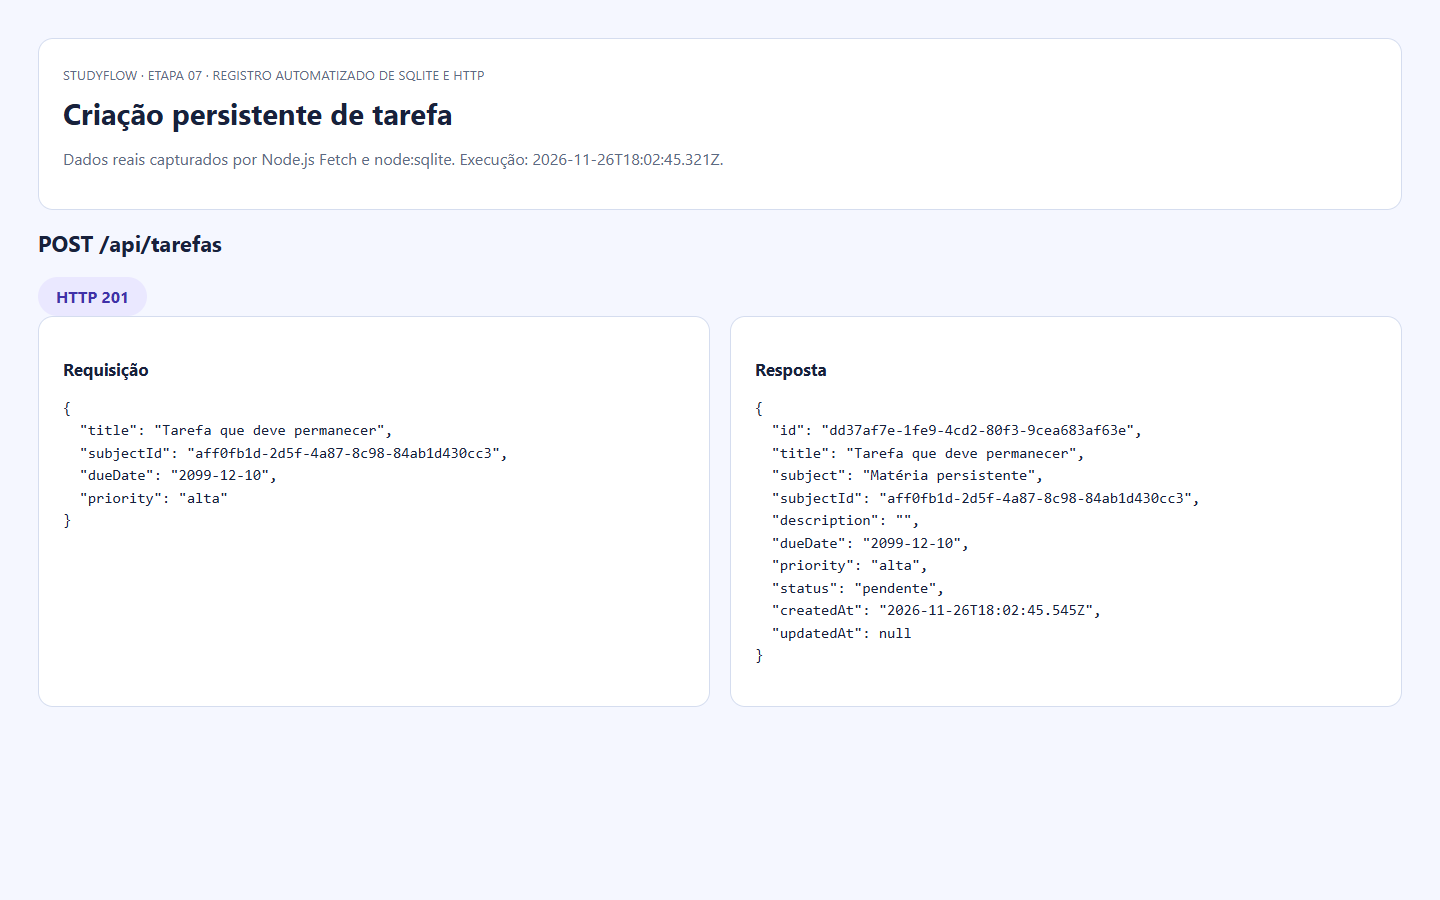 STUDYFLOW · ETAPA 07 · REGISTRO AUTOMATIZADO DE SQLITE E HTTP
Criação persistente de tarefa
Dados reais capturados por Node.js Fetch e node:sqlite. Execução: 2026-11-26T18:02:45.321Z.
POST /api/tarefas
HTTP 201
Requisição
{
  "title": "Tarefa que deve permanecer",
  "subjectId": "aff0fb1d-2d5f-4a87-8c98-84ab1d430cc3",
  "dueDate": "2099-12-10",
  "priority": "alta"
}
Resposta
{
  "id": "dd37af7e-1fe9-4cd2-80f3-9cea683af63e",
  "title": "Tarefa que deve permanecer",
  "subject": "Matéria persistente",
  "subjectId": "aff0fb1d-2d5f-4a87-8c98-84ab1d430cc3",
  "description": "",
  "dueDate": "2099-12-10",
  "priority": "alta",
  "status": "pendente",
  "createdAt": "2026-11-26T18:02:45.545Z",
  "updatedAt": null
}